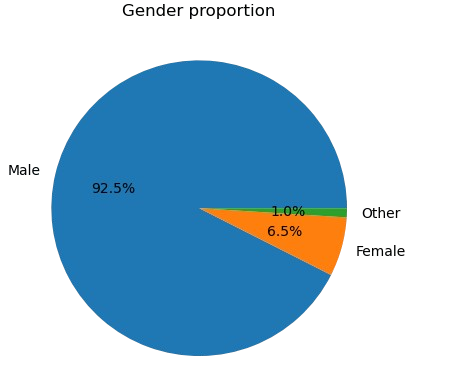 Gender proportion
Male
92.5%
1.0%
Other
6.5%
Female